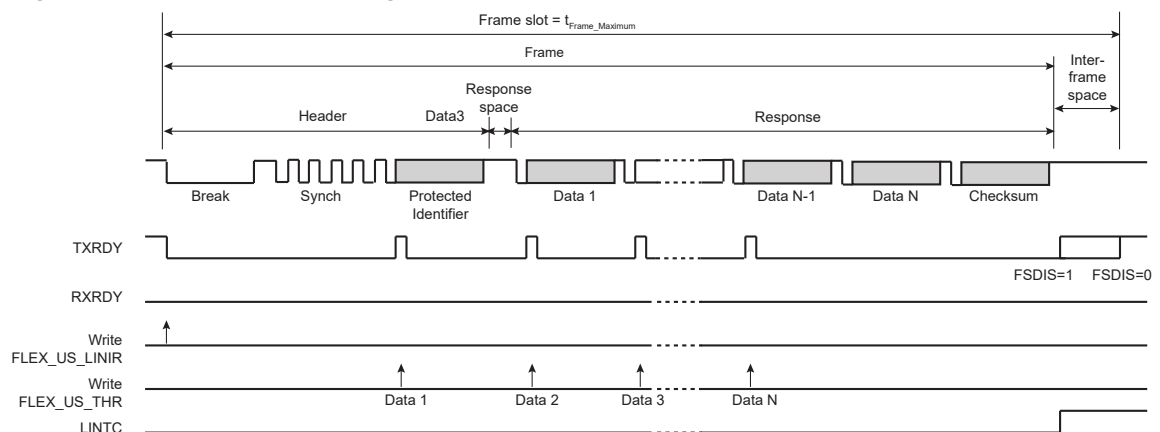 Frame slot = tFrame_Maximum
Frame
Inter-
frame
space
Response
space
Header
Data3
Response
Break
Synch
Protected
Identifier
Data 1
Data N-1
Data N
Checksum
TXRDY
FSDIS=1
FSDIS=0
RXRDY
Write
FLEX_US_LINIR
Write
FLEX_US_THR
Data 1
Data 2
Data 3
Data N
LINTC